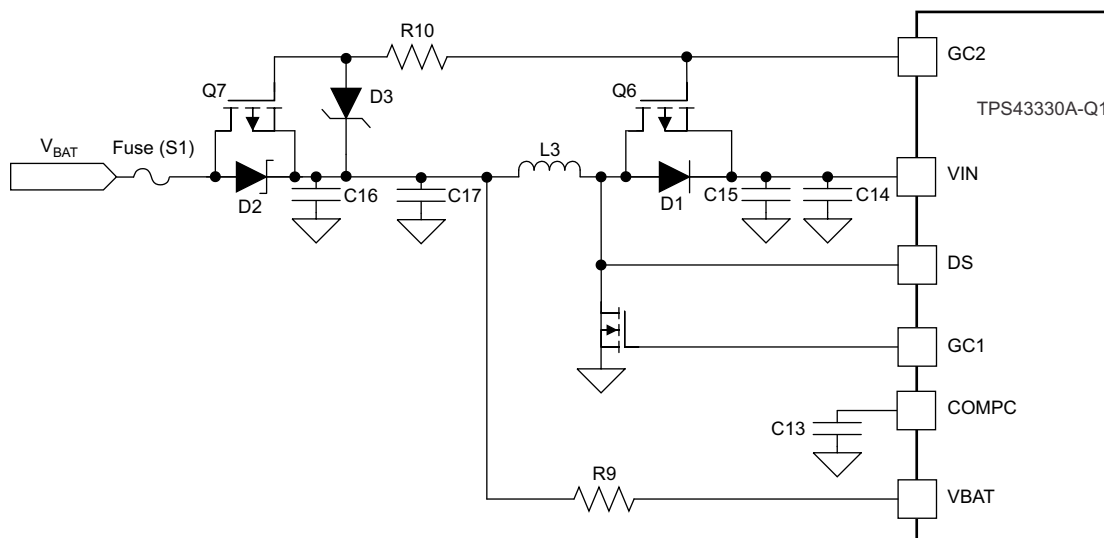 R10
GC2
Q7
D3
Q6
TPS43330A-Q1
VBAT
Fuse (S1)
L3
VIN
D2
C16
C17
D1
C15
C14
DS
GC1
COMPC
C13
R9
VBAT